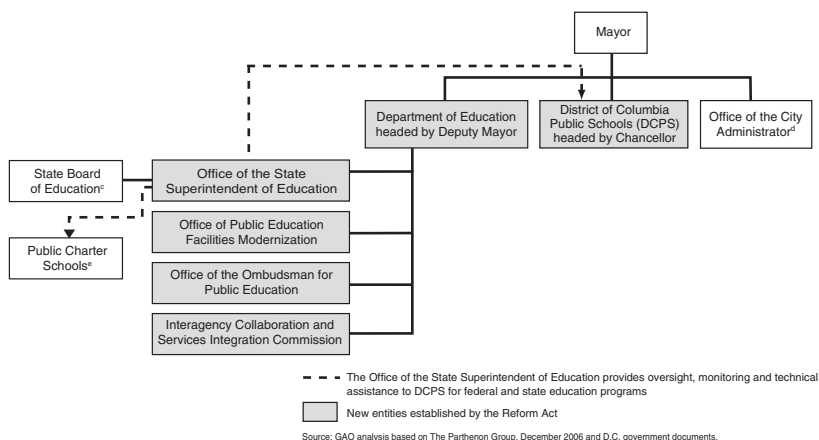 Mayor
Department of Education
headed by Deputy Mayor
District of Columbia
Public Schools (DCPS)
headed by Chancellor
Office of the City
Administratorᵈ
State Board
of Educationᶜ
Office of the State
Superintendent of Education
Office of Public Education
Facilities Modernization
Public Charter
Schoolsᵉ
Office of the Ombudsman for
Public Education
Interagency Collaboration and
Services Integration Commission
The Office of the State Superintendent of Education provides oversight, monitoring and technical
assistance to DCPS for federal and state education programs
New entities established by the Reform Act
Source: GAO analysis based on The Parthenon Group, December 2006 and D.C. government documents.